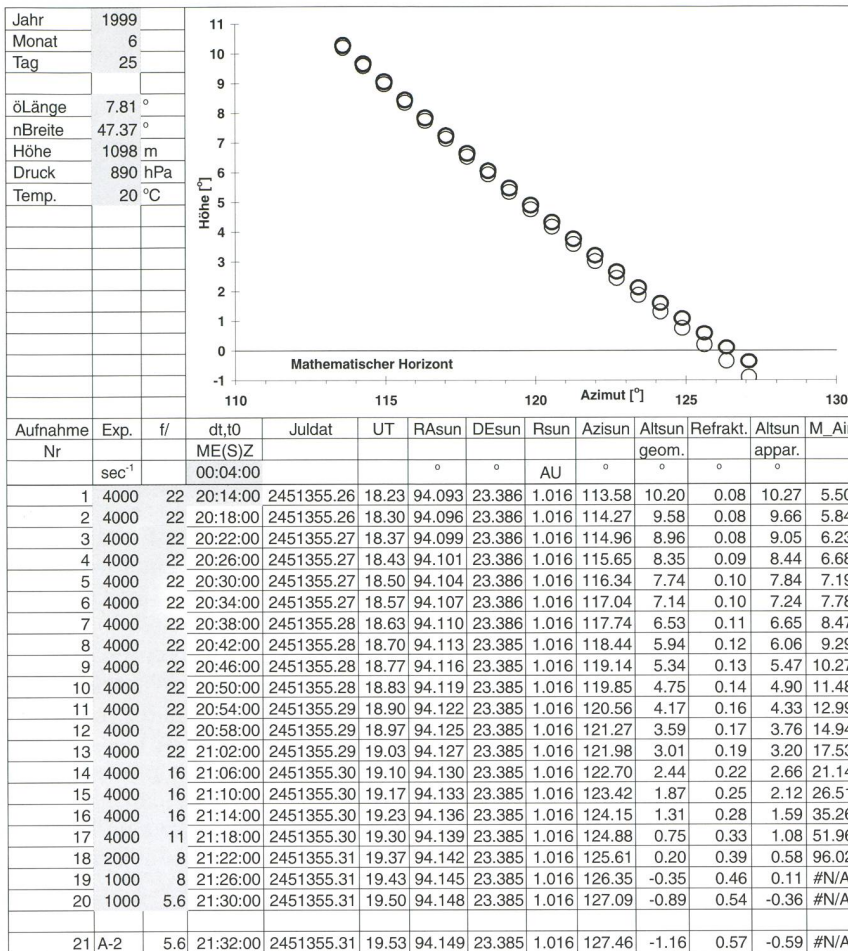 Jahr 1999
Monat 6
Tag 25
öLänge 7.81 °
nBreite 47.37 °
Höhe 1098 m
Druck 890 hPa
Temp. 20 °C
Höhe [°]
11
10
9
8
7
6
5
4
3
2
1
0
-1
Mathematischer Horizont
Azimut [°]
110 115 120 125 130
Aufnahme Exp. f/ dt,t0 Juldat UT RAsun DEsun Rsun Azisun Altsun Refrakt. Altsun M_Air
Nr ME(S)Z geom. appar.
sec-1 00:04:00 ° ° AU ° ° ° °
1 4000 22 20:14:00 2451355.26 18.23 94.093 23.386 1.016 113.58 10.20 0.08 10.27 5.50
2 4000 22 20:18:00 2451355.26 18.30 94.096 23.386 1.016 114.27 9.58 0.08 9.66 5.84
3 4000 22 20:22:00 2451355.27 18.37 94.099 23.386 1.016 114.96 8.96 0.08 9.05 6.23
4 4000 22 20:26:00 2451355.27 18.43 94.101 23.386 1.016 115.65 8.35 0.09 8.44 6.68
5 4000 22 20:30:00 2451355.27 18.50 94.104 23.386 1.016 116.34 7.74 0.10 7.84 7.19
6 4000 22 20:34:00 2451355.27 18.57 94.107 23.386 1.016 117.04 7.14 0.10 7.24 7.78
7 4000 22 20:38:00 2451355.28 18.63 94.110 23.386 1.016 117.74 6.53 0.11 6.65 8.47
8 4000 22 20:42:00 2451355.28 18.70 94.113 23.385 1.016 118.44 5.94 0.12 6.06 9.29
9 4000 22 20:46:00 2451355.28 18.77 94.116 23.385 1.016 119.14 5.34 0.13 5.47 10.27
10 4000 22 20:50:00 2451355.28 18.83 94.119 23.385 1.016 119.85 4.75 0.14 4.90 11.48
11 4000 22 20:54:00 2451355.29 18.90 94.122 23.385 1.016 120.56 4.17 0.16 4.33 12.99
12 4000 22 20:58:00 2451355.29 18.97 94.125 23.385 1.016 121.27 3.59 0.17 3.76 14.94
13 4000 22 21:02:00 2451355.29 19.03 94.127 23.385 1.016 121.98 3.01 0.19 3.20 17.53
14 4000 16 21:06:00 2451355.30 19.10 94.130 23.385 1.016 122.70 2.44 0.22 2.66 21.14
15 4000 16 21:10:00 2451355.30 19.17 94.133 23.385 1.016 123.42 1.87 0.25 2.12 26.51
16 4000 16 21:14:00 2451355.30 19.23 94.136 23.385 1.016 124.15 1.31 0.28 1.59 35.26
17 4000 11 21:18:00 2451355.30 19.30 94.139 23.385 1.016 124.88 0.75 0.33 1.08 51.96
18 2000 8 21:22:00 2451355.31 19.37 94.142 23.385 1.016 125.61 0.20 0.39 0.58 96.02
19 1000 8 21:26:00 2451355.31 19.43 94.145 23.385 1.016 126.35 -0.35 0.46 0.11 #N/A
20 1000 5.6 21:30:00 2451355.31 19.50 94.148 23.385 1.016 127.09 -0.89 0.54 -0.36 #N/A
21 A-2 5.6 21:32:00 2451355.31 19.53 94.149 23.385 1.016 127.46 -1.16 0.57 -0.59 #N/A